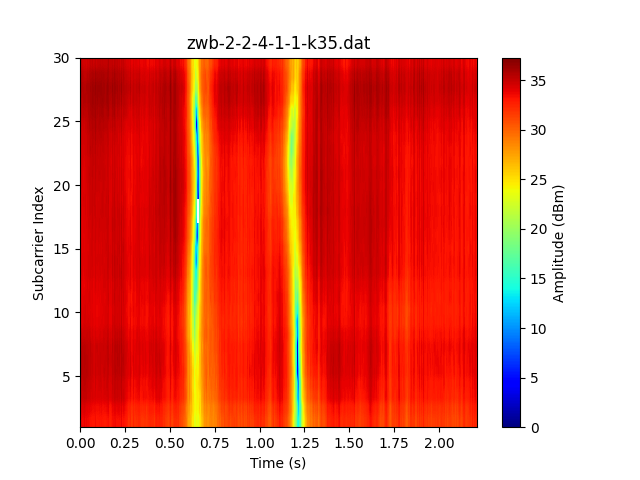 zwb-2-2-4-1-1-k35.dat
30
25
20
15
10
5
Subcarrier Index
0.00 0.25 0.50 0.75 1.00 1.25 1.50 1.75 2.00
Time (s)
35
30
25
20
15
10
5
0
Amplitude (dBm)